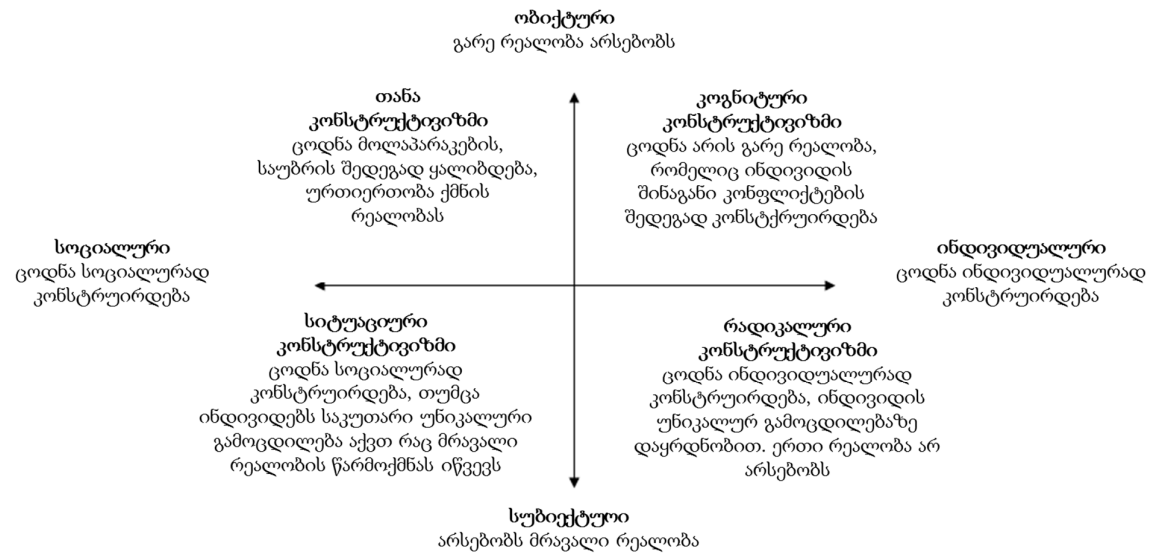 ობიქტური
გარე რეალობა არსებობს
თანა
კონსტრუქტივიზმი
ცოდნა მოლაპარაკების,
საუბრის შედეგად ყალიბდება,
ურთიერთობა ქმნის
რეალობას
კოგნიტური
კონსტრუქტივიზმი
ცოდნა არის გარე რეალობა,
რომელიც ინდივიდის
შინაგანი კონფლიქტების
შედეგად კონსტქრუირდება
სოციალური
ცოდნა სოციალურად
კონსტრუირდება
ინდივიდუალური
ცოდნა ინდივიდუალურად
კონსტრუირდება
სიტუაციური
კონსტრუქტივიზმი
ცოდნა სოციალურად
კონსტრუირდება, თუმცა
ინდივიდებს საკუთარი უნიკალური
გამოცდილება აქვთ რაც მრავალი
რეალობის წარმოქმნას იწვევს
რადიკალური
კონსტრუქტივიზმი
ცოდნა ინდივიდუალურად
კონსტრუირდება, ინდივიდის
უნიკალურ გამოცდილებაზე
დაყრდნობით. ერთი რეალობა არ
არსებობს
სუბიექტური
არსებობს მრავალი რეალობა